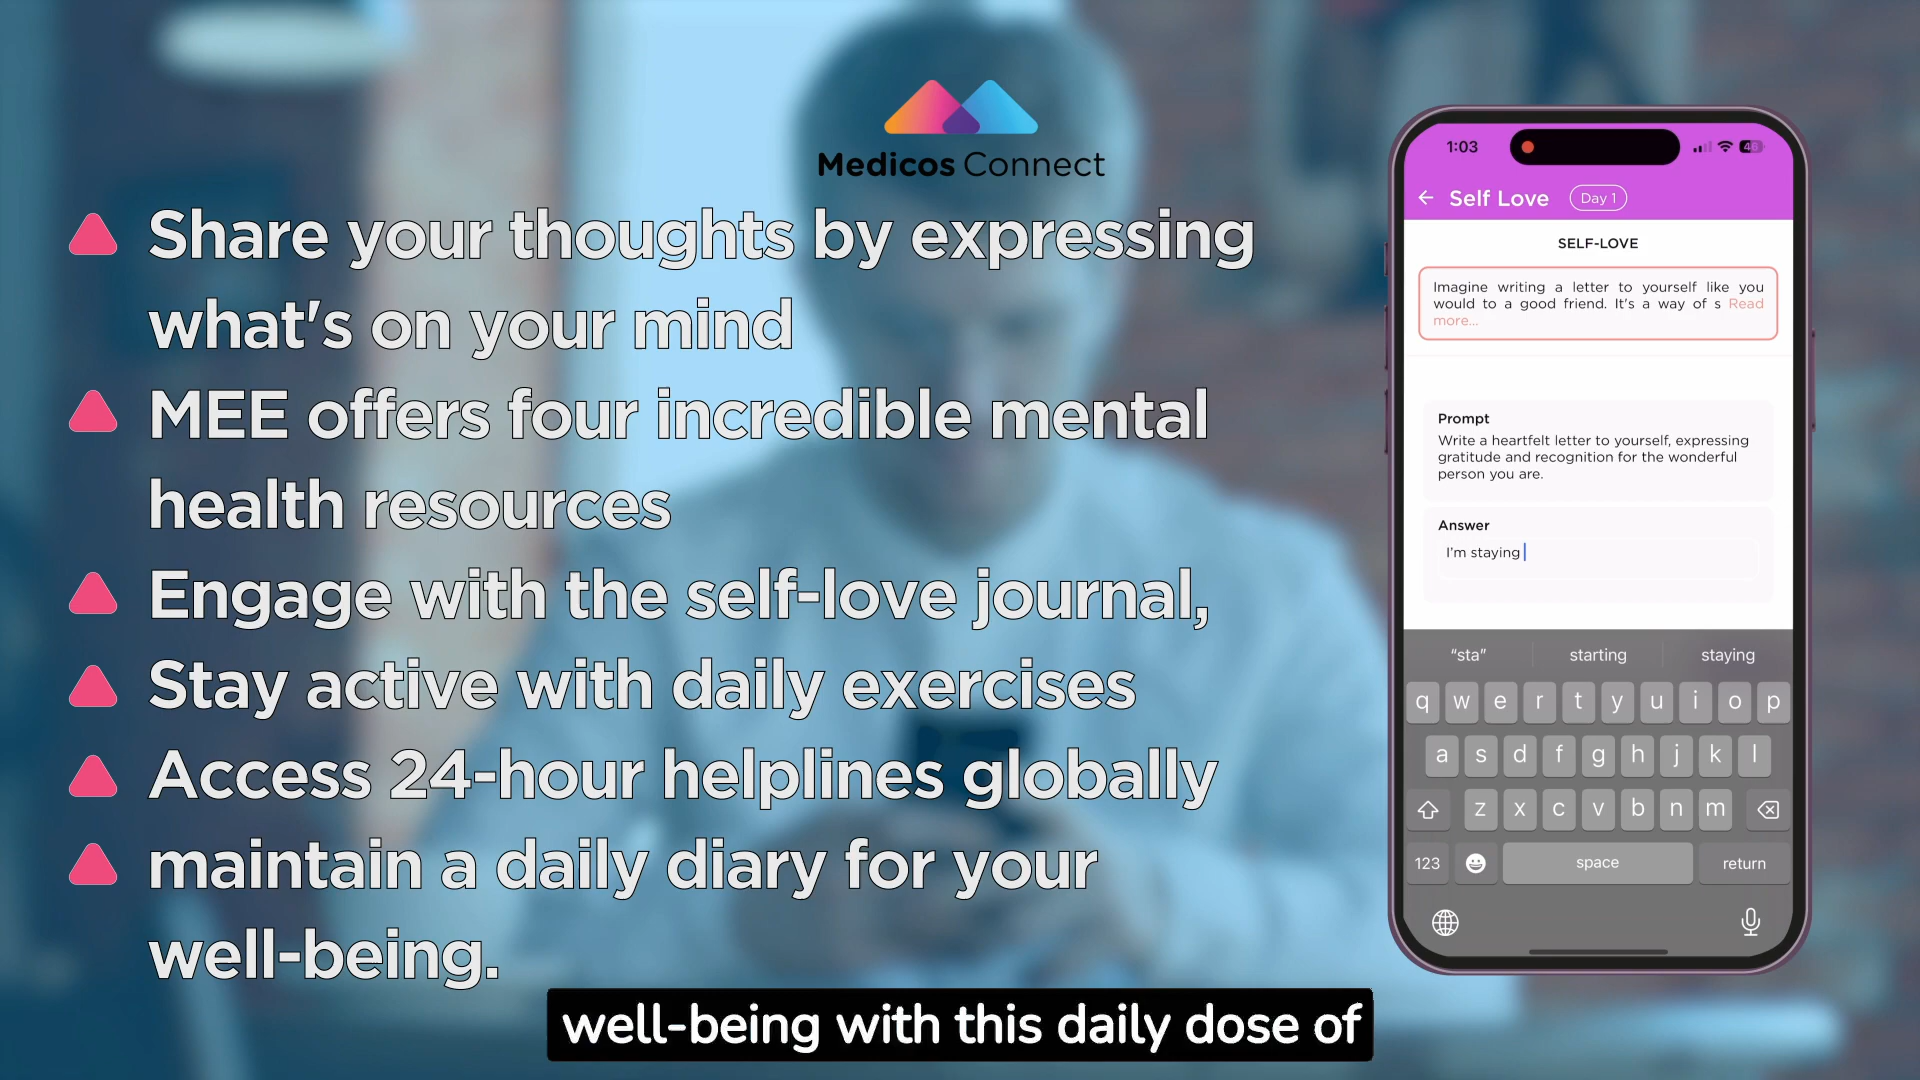 Medicos Connect
Share your thoughts by expressing
what's on your mind
MEE offers four incredible mental
health resources
Engage with the self-love journal,
Stay active with daily exercises
Access 24-hour helplines globally
maintain a daily diary for your
well-being.
well-being with this daily dose of
1:03
46
Self Love
Day 1
SELF-LOVE
Imagine writing a letter to yourself like you
would to a good friend. It's a way of s Read
more...
Prompt
Write a heartfelt letter to yourself, expressing
gratitude and recognition for the wonderful
person you are.
Answer
I'm staying
"sta" starting staying
q w e r t y u i o p
a s d f g h j k l
z x c v b n m
123 space return